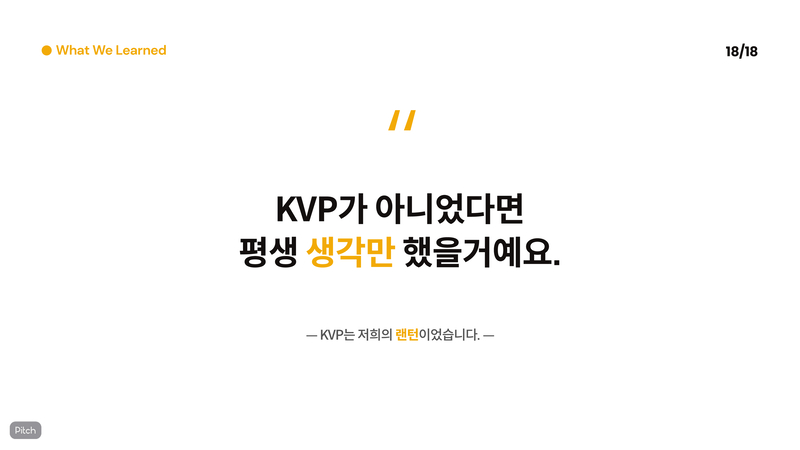 What We Learned
18/18
"
KVP가 아니었다면
평생 생각만 했을거예요.
— KVP는 저희의 랜턴이었습니다. —
Pitch